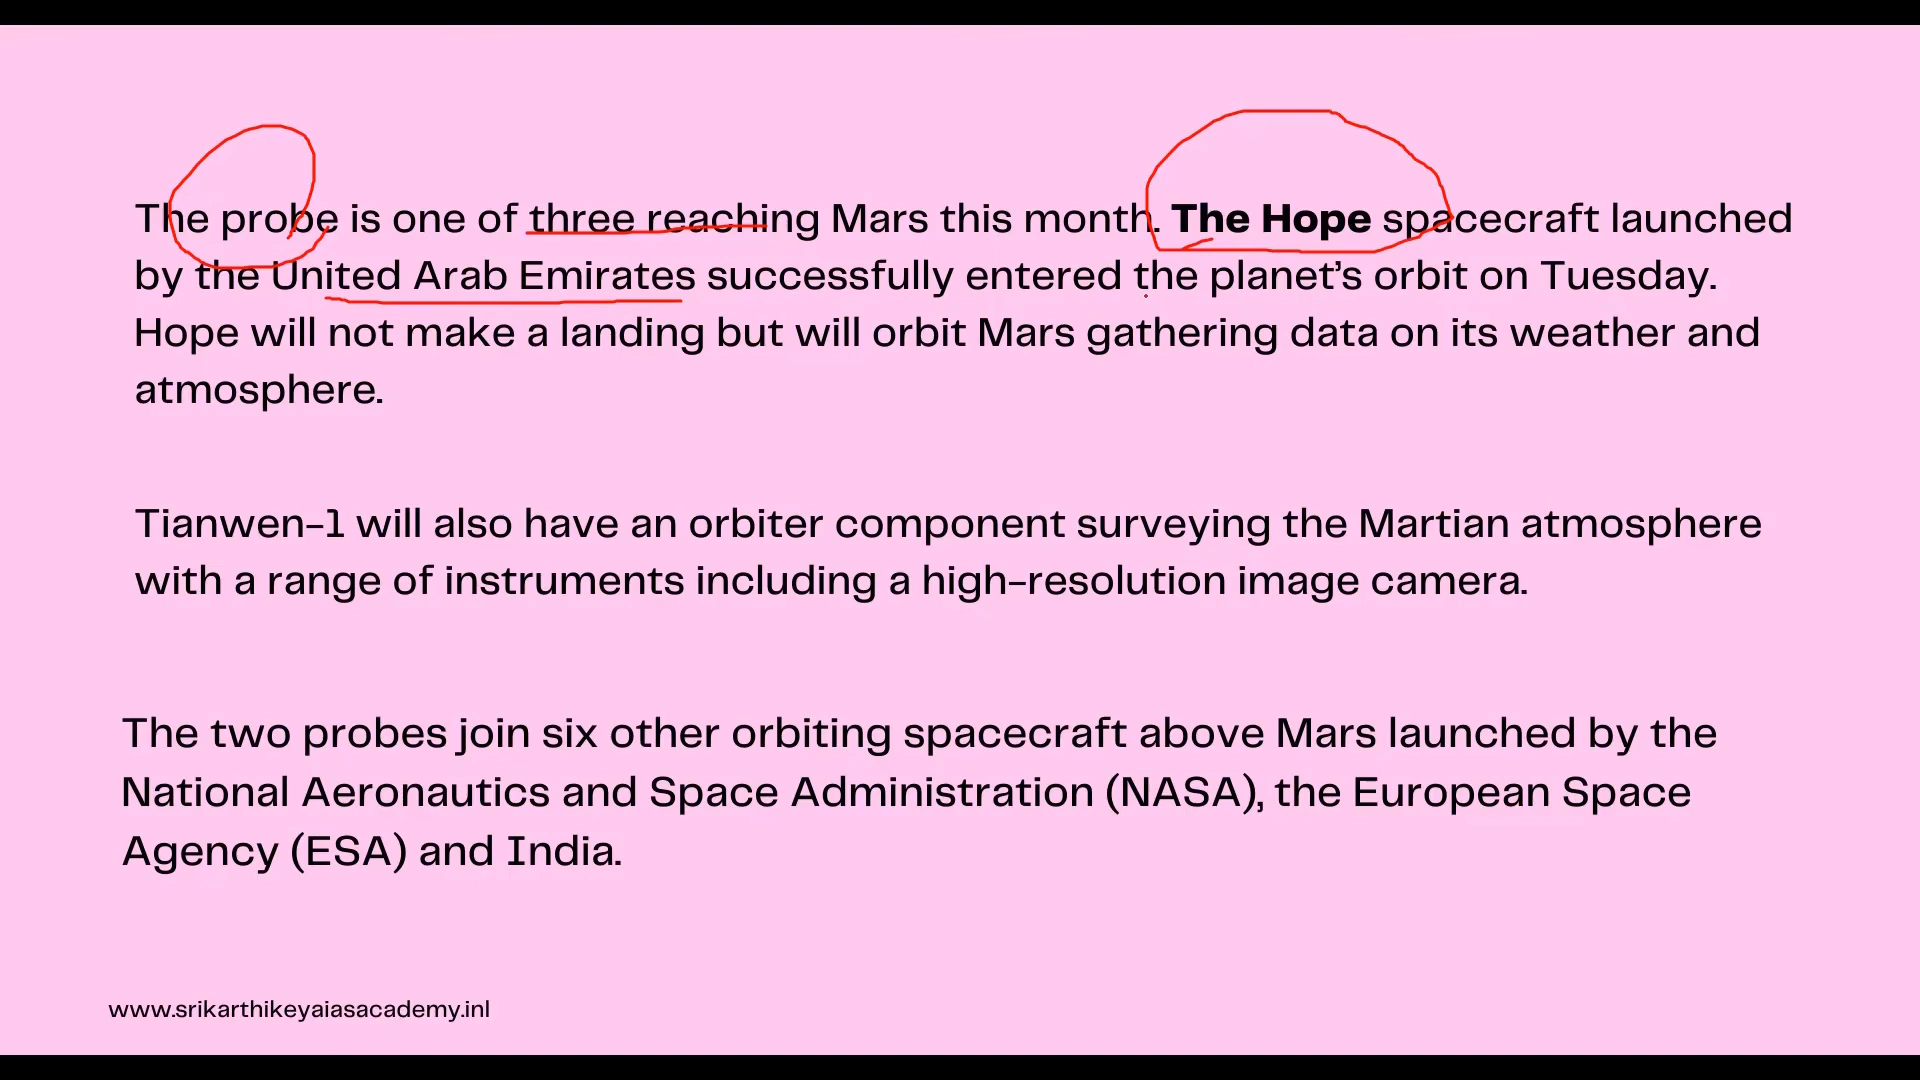 The probe is one of three reaching Mars this month. The Hope spacecraft launched
by the United Arab Emirates successfully entered the planet's orbit on Tuesday.
Hope will not make a landing but will orbit Mars gathering data on its weather and
atmosphere.
Tianwen-1 will also have an orbiter component surveying the Martian atmosphere
with a range of instruments including a high-resolution image camera.
The two probes join six other orbiting spacecraft above Mars launched by the
National Aeronautics and Space Administration (NASA), the European Space
Agency (ESA) and India.
www.srikarthikeyaiasacademy.inl